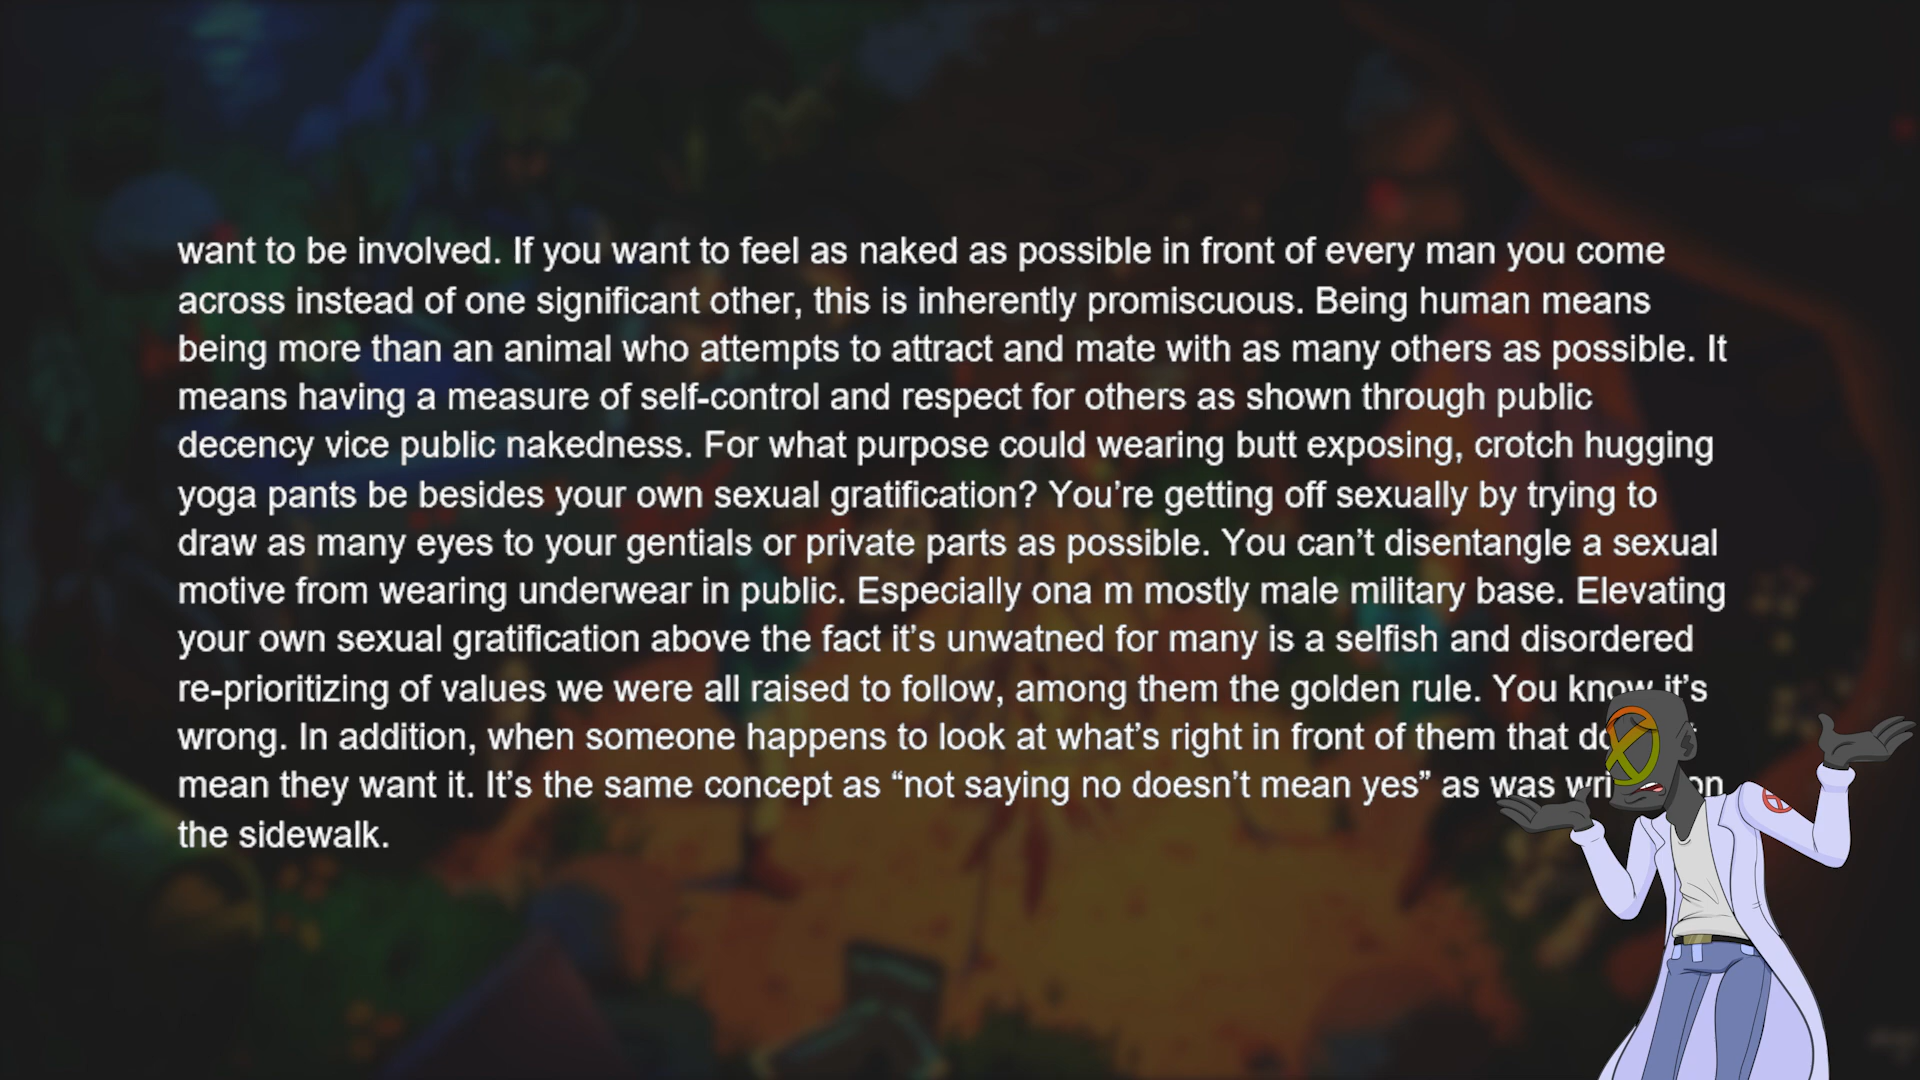 want to be involved. If you want to feel as naked as possible in front of every man you come
across instead of one significant other, this is inherently promiscuous. Being human means
being more than an animal who attempts to attract and mate with as many others as possible. It
means having a measure of self-control and respect for others as shown through public
decency vice public nakedness. For what purpose could wearing butt exposing, crotch hugging
yoga pants be besides your own sexual gratification? You’re getting off sexually by trying to
draw as many eyes to your gentials or private parts as possible. You can’t disentangle a sexual
motive from wearing underwear in public. Especially ona m mostly male military base. Elevating
your own sexual gratification above the fact it’s unwatned for many is a selfish and disordered
re-prioritizing of values we were all raised to follow, among them the golden rule. You know it’s
wrong. In addition, when someone happens to look at what’s right in front of them that
mean they want it. It’s the same concept as “not saying no doesn’t mean yes” as was on
the sidewalk.